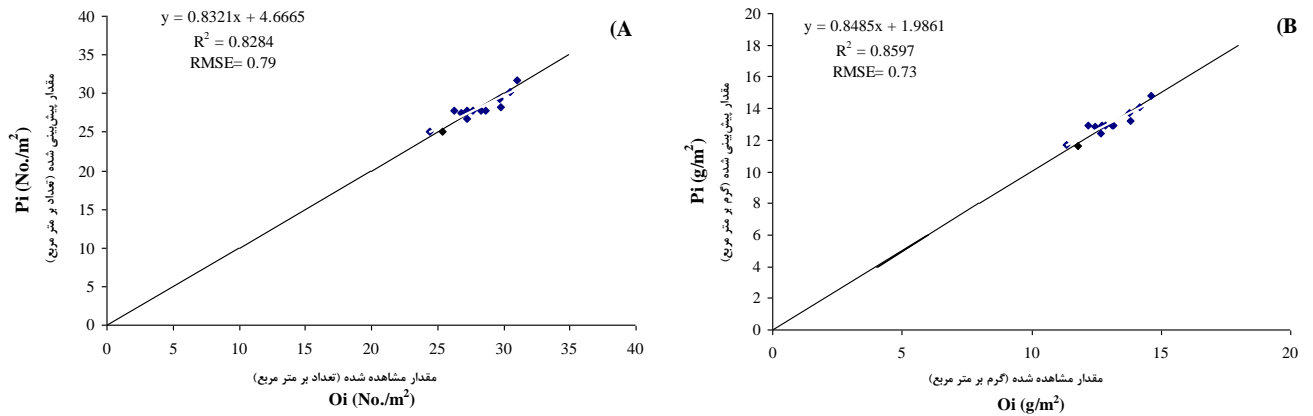 (A
y = 0.8321x + 4.6665
R² = 0.8284
RMSE= 0.79
40
35
30
25
20
15
10
5
0
Pi (No./m²)
مقدار پیش‌بینی شده (تعداد بر متر مربع)
0 5 10 15 20 25 30 35 40
مقدار مشاهده شده (تعداد بر متر مربع)
Oi (No./m²)
(B
y = 0.8485x + 1.9861
R² = 0.8597
RMSE= 0.73
20
18
16
14
12
10
8
6
4
2
0
Pi (g/m²)
مقدار پیش‌بینی شده (گرم بر متر مربع)
0 5 10 15 20
مقدار مشاهده شده (گرم بر متر مربع)
Oi (g/m²)